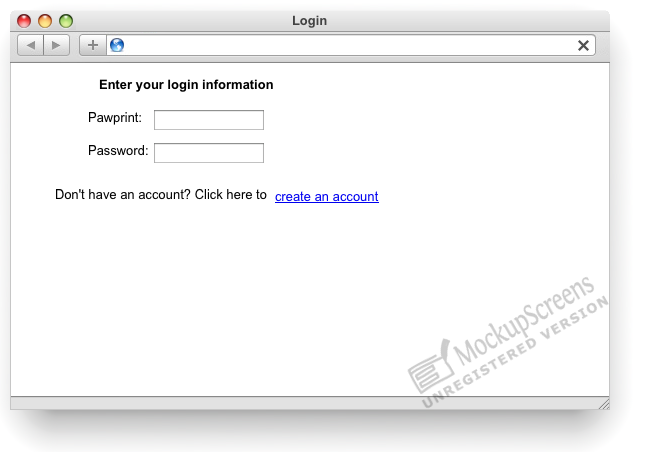 Login
Enter your login information
Pawprint:
Password:
Don't have an account? Click here to create an account
MockupScreens
UNREGISTERED VERSION